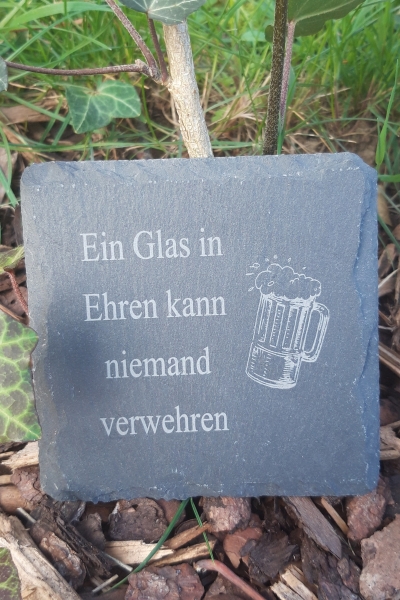 Ein Glas in
Ehren kann
niemand
verwehren